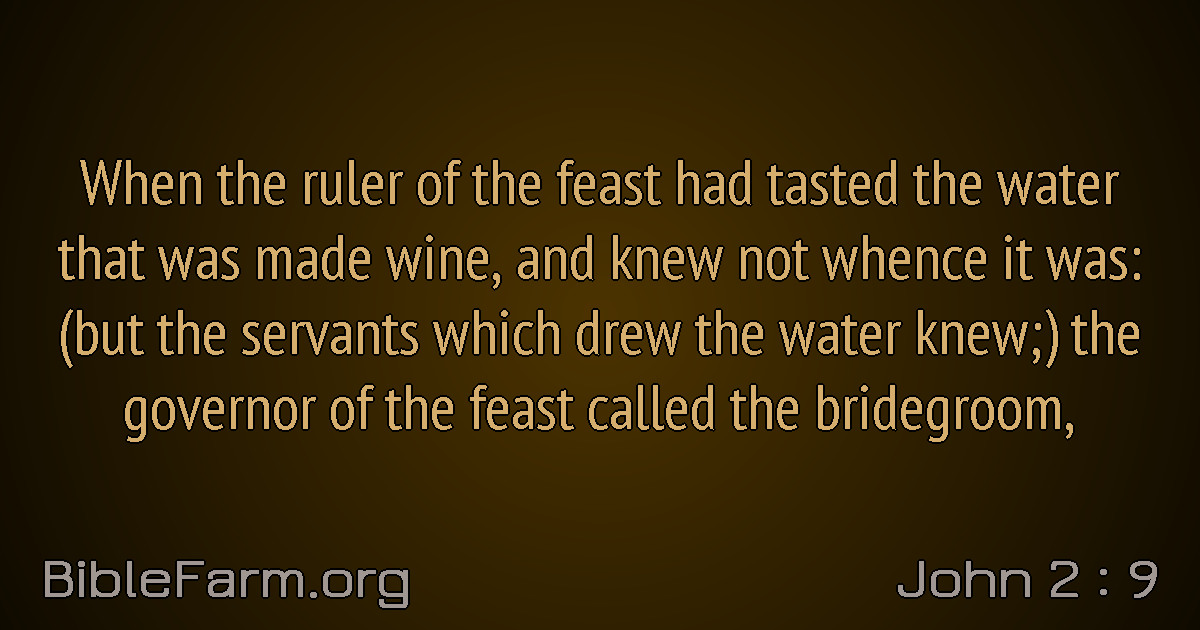 When the ruler of the feast had tasted the water
that was made wine, and knew not whence it was:
(but the servants which drew the water knew;) the
governor of the feast called the bridegroom,
BibleFarm.org
John 2 : 9